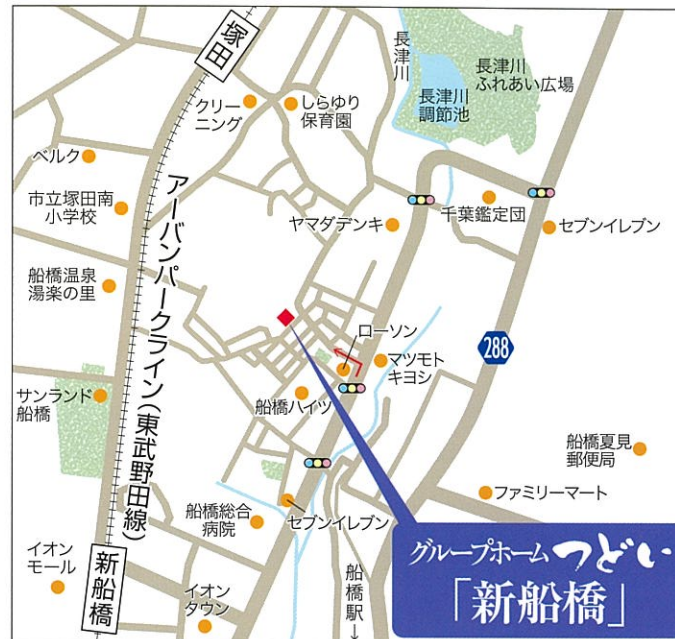 塚田
長津川
長津川
ふれあい広場
長津川
調節池
クリー
ニング
しらゆり
保育園
ベルク
市立塚田南
小学校
アーバンパークライン(東武野田線)
ヤマダデンキ
千葉鑑定団
セブンイレブン
船橋温泉
湯楽の里
ローソン
マツモト
キヨシ
288
サンランド
船橋
船橋ハイツ
船橋夏見
郵便局
ファミリーマート
船橋総合
病院
セブンイレブン
イオン
モール
新船橋
イオン
タウン
船橋駅→
グループホームつどい
「新船橋」